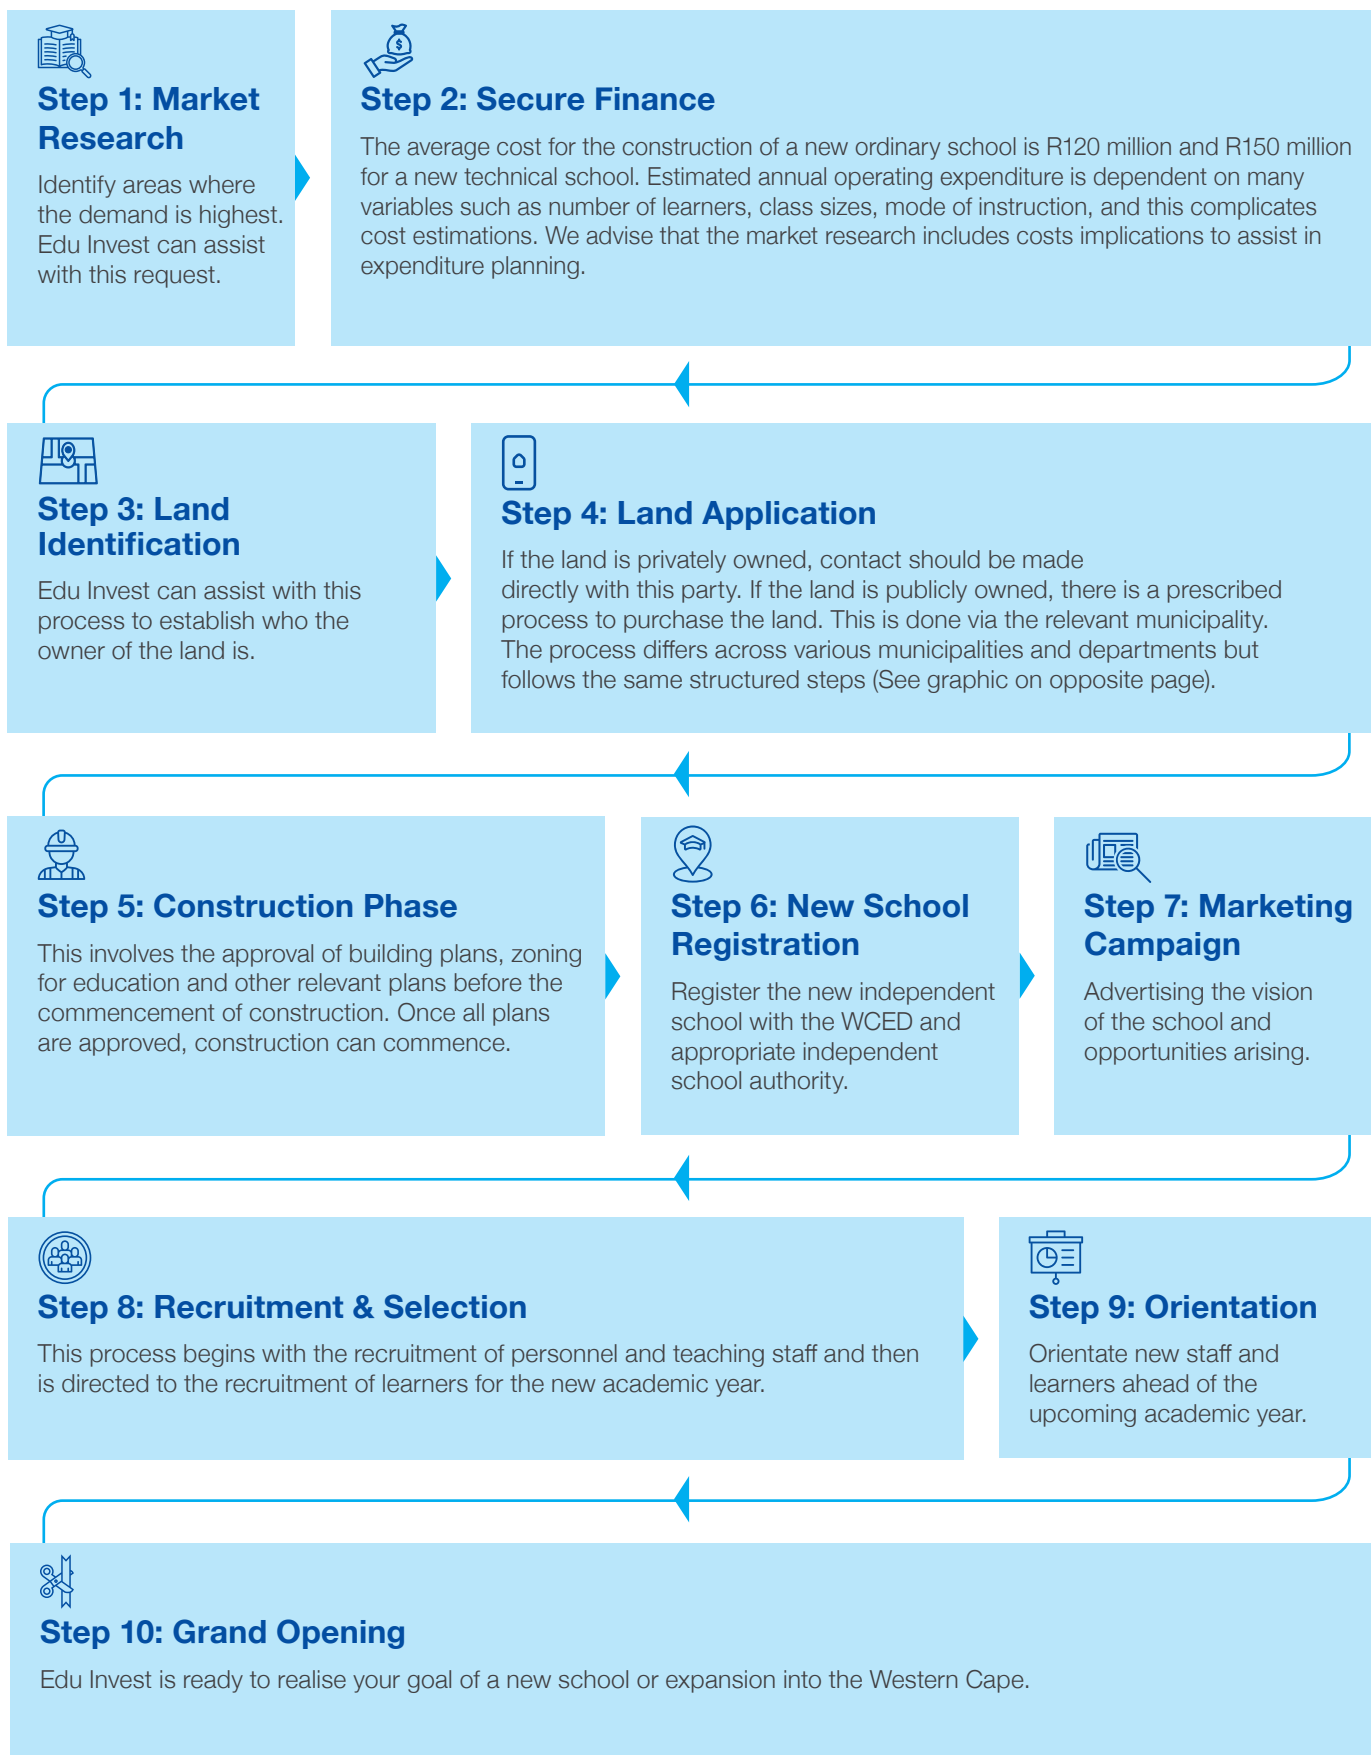 Step 1: Market
Research
Identify areas where
the demand is highest.
Edu Invest can assist
with this request.
$
Step 2: Secure Finance
The average cost for the construction of a new ordinary school is R120 million and R150 million
for a new technical school. Estimated annual operating expenditure is dependent on many
variables such as number of learners, class sizes, mode of instruction, and this complicates
cost estimations. We advise that the market research includes costs implications to assist in
expenditure planning.
Step 3: Land
Identification
Edu Invest can assist with this
process to establish who the
owner of the land is.
Step 4: Land Application
If the land is privately owned, contact should be made
directly with this party. If the land is publicly owned, there is a prescribed
process to purchase the land. This is done via the relevant municipality.
The process differs across various municipalities and departments but
follows the same structured steps (See graphic on opposite page).
Step 5: Construction Phase
This involves the approval of building plans, zoning
for education and other relevant plans before the
commencement of construction. Once all plans
are approved, construction can commence.
Step 6: New School
Registration
Register the new independent
school with the WCED and
appropriate independent
school authority.
Step 7: Marketing
Campaign
Advertising the vision
of the school and
opportunities arising.
Step 8: Recruitment & Selection
This process begins with the recruitment of personnel and teaching staff and then
is directed to the recruitment of learners for the new academic year.
Step 9: Orientation
Orientate new staff and
learners ahead of the
upcoming academic year.
Step 10: Grand Opening
Edu Invest is ready to realise your goal of a new school or expansion into the Western Cape.